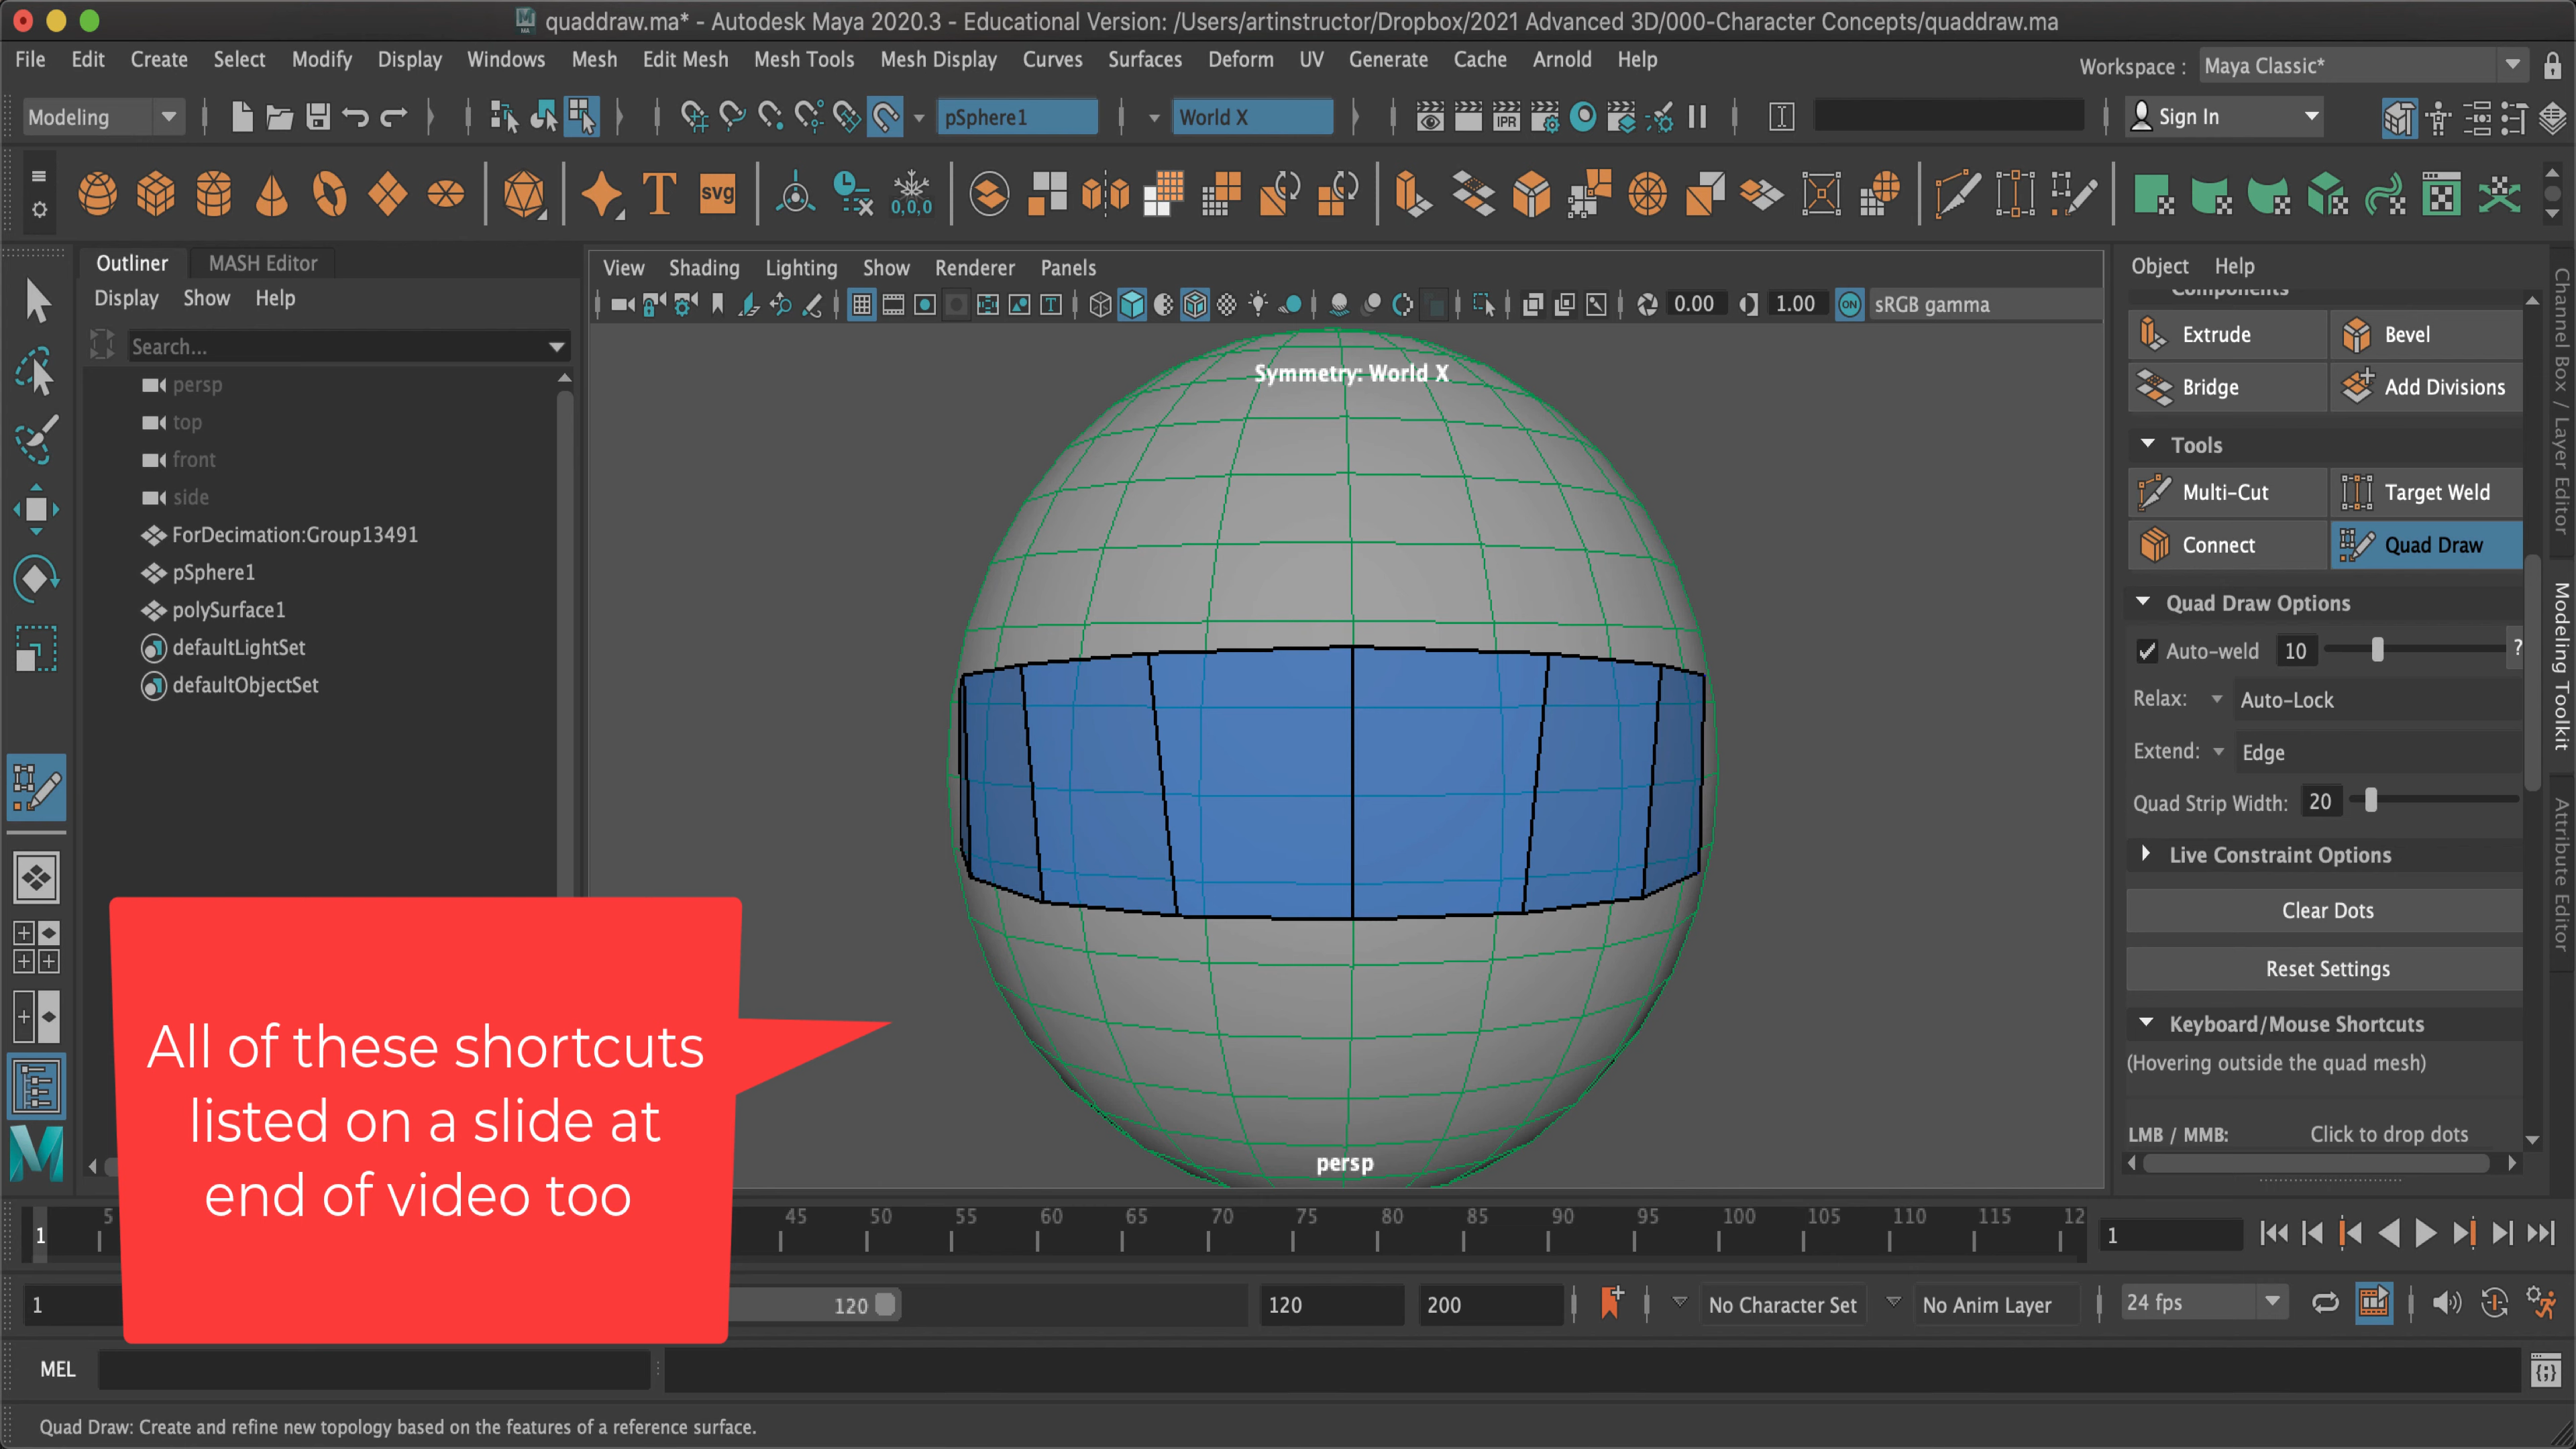 quaddraw.ma* - Autodesk Maya 2020.3 - Educational Version: /Users/artinstructor/Dropbox/2021 Advanced 3D/000-Character Concepts/quaddraw.ma
File Edit Create Select Modify Display Windows Mesh Edit Mesh Mesh Tools Mesh Display Curves Surfaces Deform UV Generate Cache Arnold Help
Workspace : Maya Classic*
Modeling pSphere1 World X IPR Sign In
T svg 0,0,0
Outliner MASH Editor
Display Show Help
Search...
persp
top
front
side
ForDecimation:Group13491
pSphere1
polySurface1
defaultLightSet
defaultObjectSet
View Shading Lighting Show Renderer Panels
0.00 1.00 ON sRGB gamma
Symmetry: World X
persp
All of these shortcuts
listed on a slide at
end of video too
Object Help
Components
Extrude Bevel
Bridge Add Divisions
Tools
Multi-Cut Target Weld
Connect Quad Draw
Quad Draw Options
Auto-weld 10 ?
Relax: Auto-Lock
Extend: Edge
Quad Strip Width: 20
Live Constraint Options
Clear Dots
Reset Settings
Keyboard/Mouse Shortcuts
(Hovering outside the quad mesh)
LMB / MMB: Click to drop dots
Channel Box / Layer Editor
Modeling Toolkit
Attribute Editor
1 5 45 50 55 60 65 70 75 80 85 90 95 100 105 110 115 12 1
1 120 120 200 No Character Set No Anim Layer 24 fps
MEL
Quad Draw: Create and refine new topology based on the features of a reference surface.